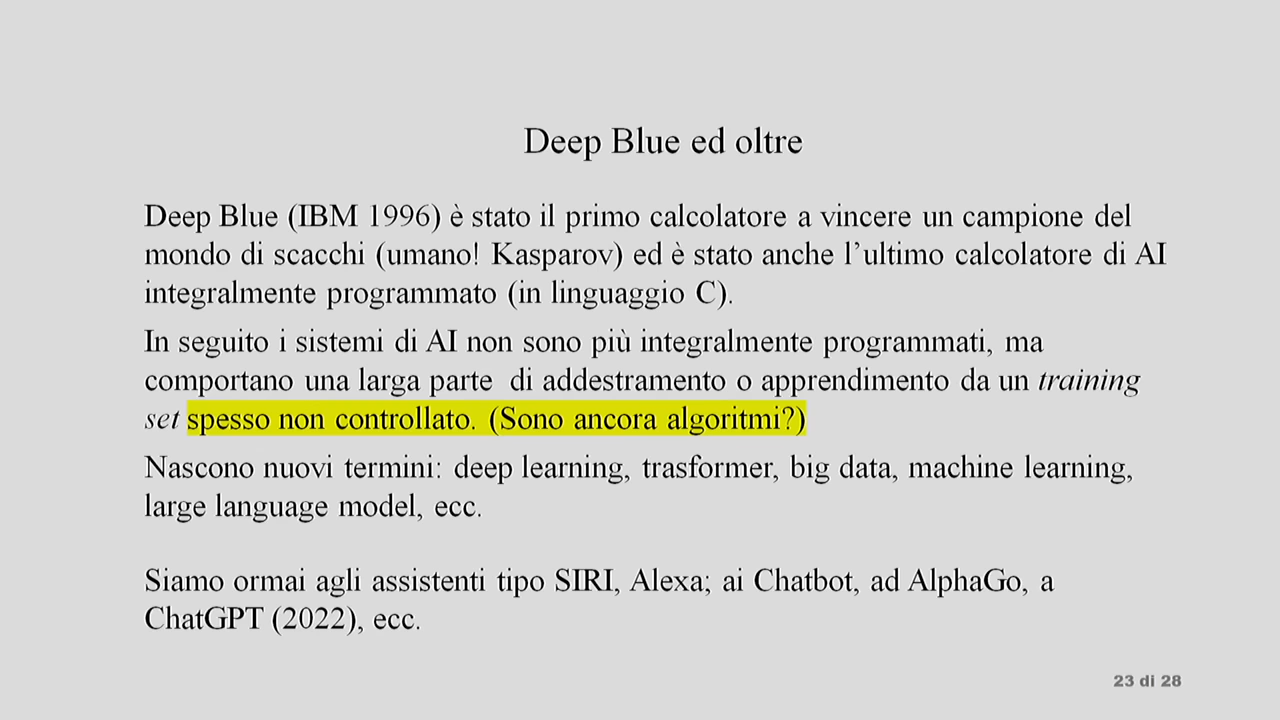 Deep Blue ed oltre
Deep Blue (IBM 1996) è stato il primo calcolatore a vincere un campione del
mondo di scacchi (umano! Kasparov) ed è stato anche l’ultimo calcolatore di AI
integralmente programmato (in linguaggio C).
In seguito i sistemi di AI non sono più integralmente programmati, ma
comportano una larga parte di addestramento o apprendimento da un training
set spesso non controllato. (Sono ancora algoritmi?)
Nascono nuovi termini: deep learning, trasformer, big data, machine learning,
large language model, ecc.
Siamo ormai agli assistenti tipo SIRI, Alexa; ai Chatbot, ad AlphaGo, a
ChatGPT (2022), ecc.
23 di 28